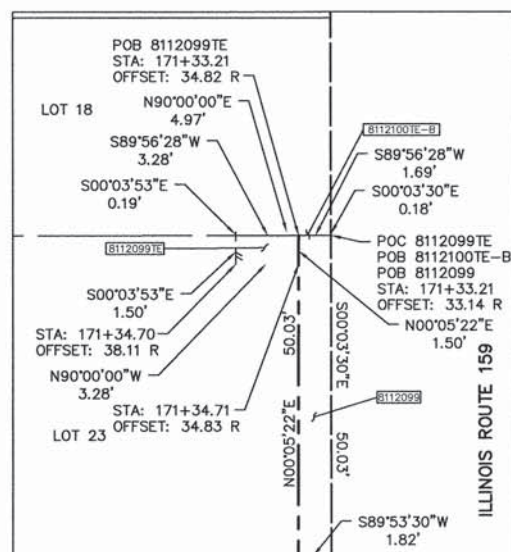 POB 8112099TE
STA: 171+33.21
OFFSET: 34.82 R
LOT 18
N90°00'00"E
4.97'
8112100TE-B
S89°56'28"W
3.28'
S89°56'28"W
1.69'
S00°03'53"E
0.19'
S00°03'30"E
0.18'
8112099TE
POC 8112099TE
POB 8112100TE-B
POB 8112099
STA: 171+33.21
OFFSET: 33.14 R
S00°03'53"E
1.50'
N00°05'22"E
1.50'
STA: 171+34.70
OFFSET: 38.11 R
N90°00'00"W
3.28'
STA: 171+34.71
OFFSET: 34.83 R
LOT 23
50.03'
N00°05'22"E
S00°03'30"E
50.03'
8112099
ILLINOIS ROUTE 159
S89°53'30"W
1.82'